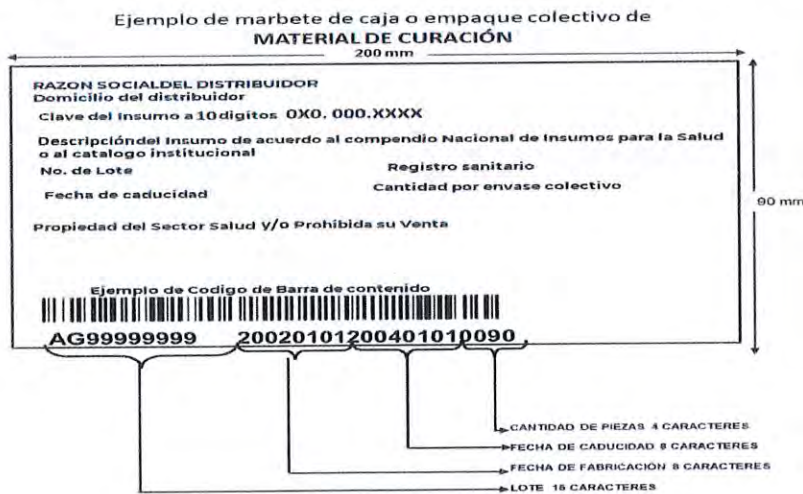 Ejemplo de marbete de caja o empaque colectivo de
MATERIAL DE CURACIÓN
200 mm
RAZON SOCIALDEL DISTRIBUIDOR
Domicilio del distribuidor
Clave del insumo a 10 digitos 0X0. 000.XXXX
Descripcióndel Insumo de acuerdo al compendio Nacional de Insumos para la Salud
o al catalogo institucional
No. de Lote Registro sanitario
Fecha de caducidad Cantidad por envase colectivo
90 mm
Propiedad del Sector Salud y/o Prohibida su Venta
Ejemplo de Codigo de Barra de contenido
AG99999999 20020101200401010090
CANTIDAD DE PIEZAS 4 CARACTERES
FECHA DE CADUCIDAD 8 CARACTERES
FECHA DE FABRICACIÓN 8 CARACTERES
LOTE 15 CARACTERES